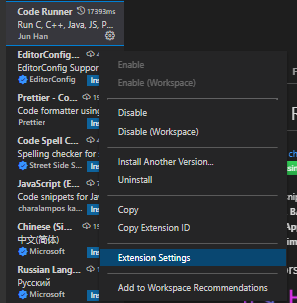 Code Runner 17393ms
Run C, C++, Java, JS, P...
Jun Han
EditorConfig...
EditorConfig Suppor
EditorConfig
Ins
Prettier - Co...
Code formatter using
Prettier
Ins
Code Spell C...
Spelling checker for
Street Side S...
Ins
JavaScript (E...
Code snippets for Ja
charalampos ka...
Ins
Chinese (Si...
中文(简体)
Microsoft
Ins
Russian Lang...
Русский
Microsoft
Ins
Enable
Enable (Workspace)
Disable
Disable (Workspace)
Install Another Version...
Uninstall
Copy
Copy Extension ID
Extension Settings
Add to Workspace Recommendations